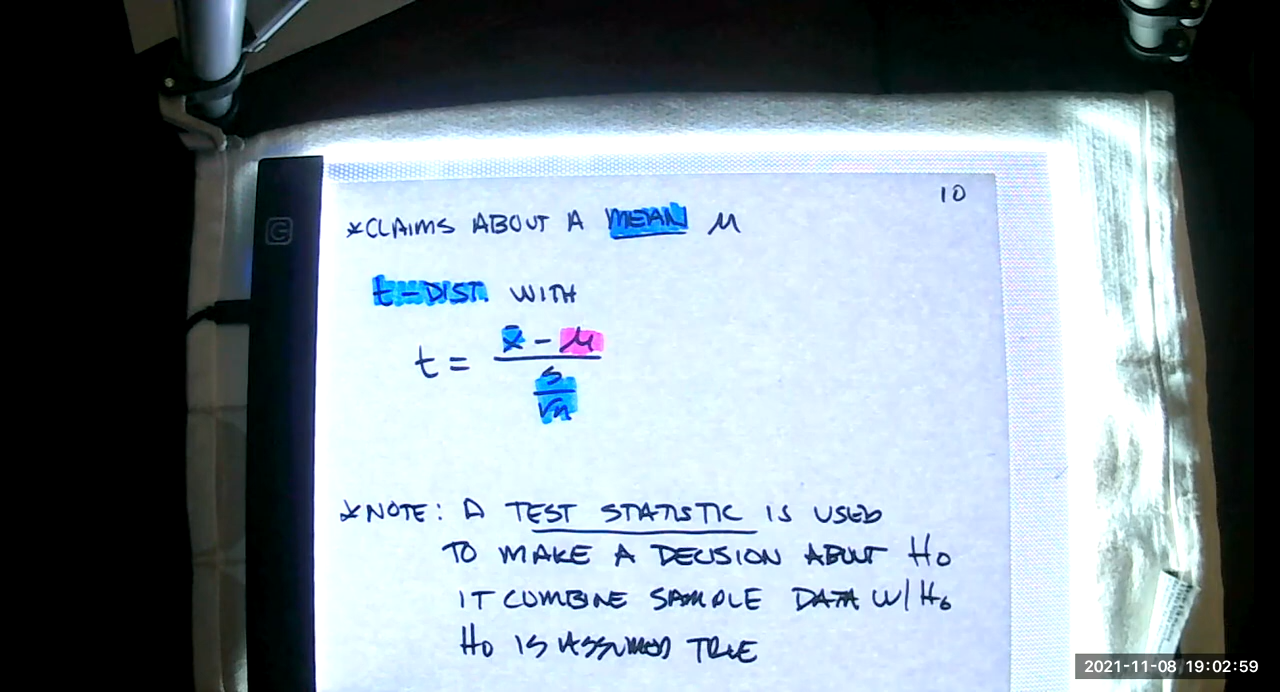 10
*CLAIMS ABOUT A MEAN μ
t-DIST. WITH
t = (x̄ - μ) / (s/√n)
*NOTE: A TEST STATISTIC IS USED
TO MAKE A DECISION ABOUT H₀
IT COMBINE SAMPLE DATA W/ H₀
H₀ IS ASSUMED TRUE
2021-11-08 19:02:59